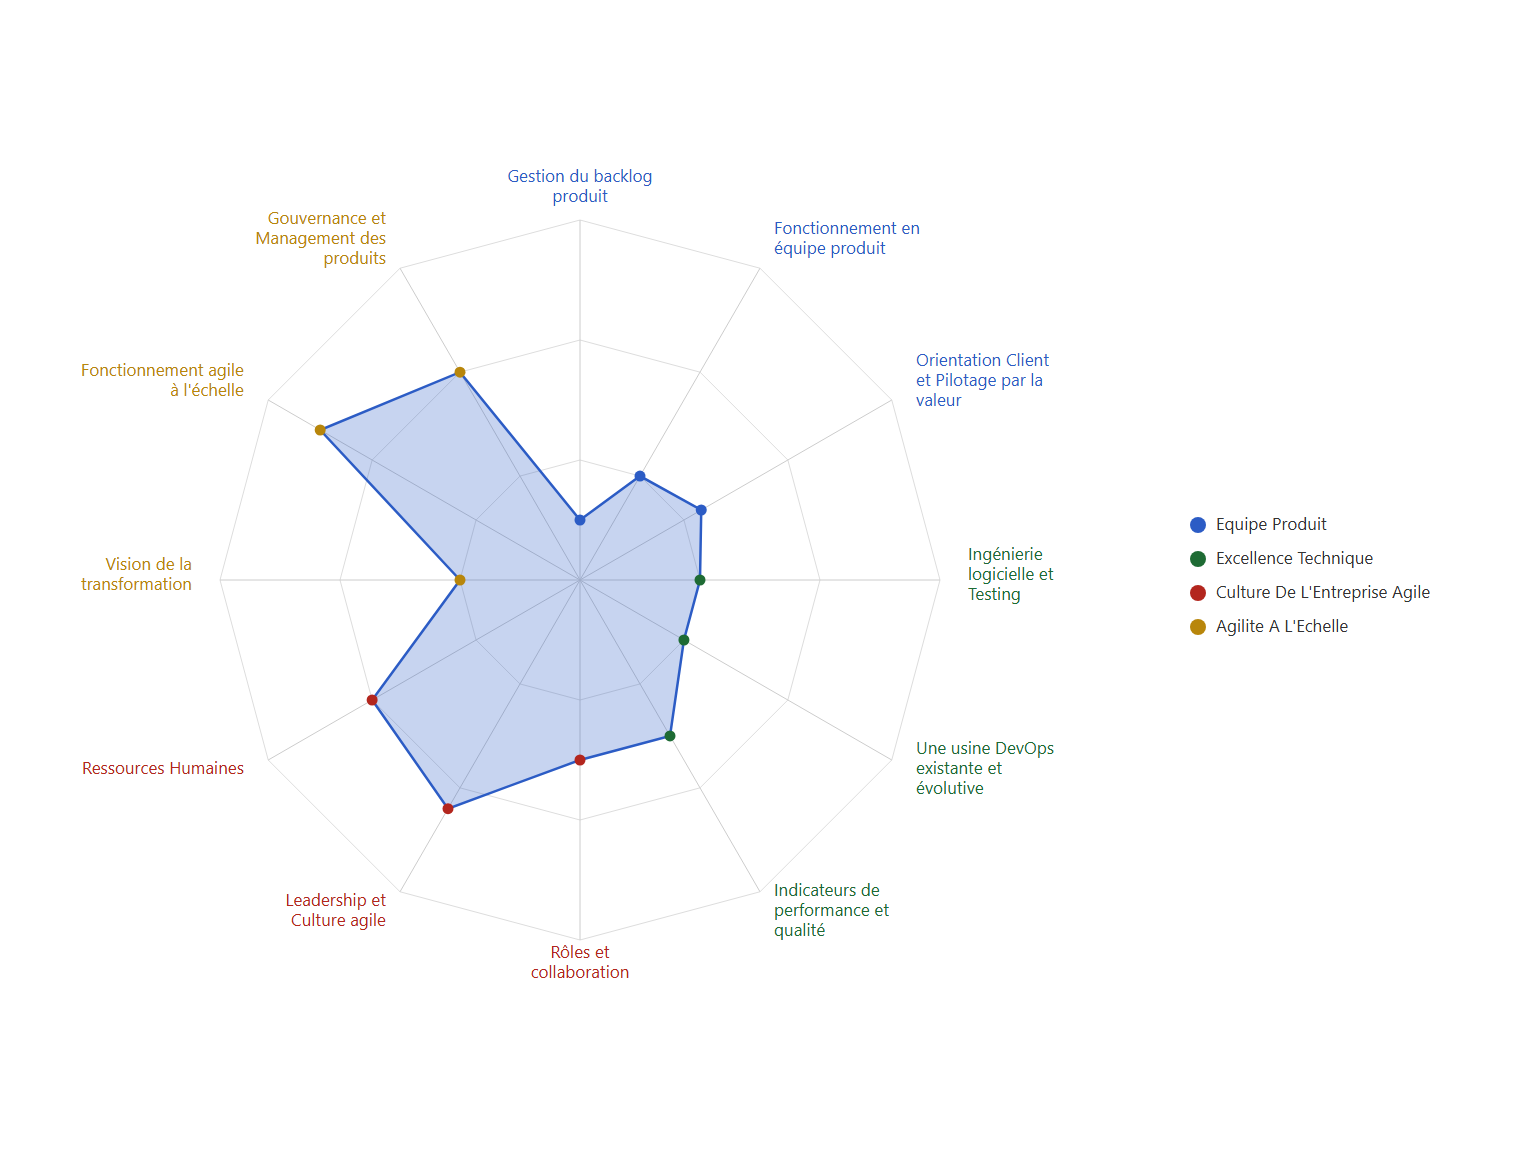 Gestion du backlog
produit
Fonctionnement en
équipe produit
Orientation Client
et Pilotage par la
valeur
Ingénierie
logicielle et
Testing
Une usine DevOps
existante et
évolutive
Indicateurs de
performance et
qualité
Rôles et
collaboration
Leadership et
Culture agile
Ressources Humaines
Vision de la
transformation
Fonctionnement agile
à l'échelle
Gouvernance et
Management des
produits
Equipe Produit
Excellence Technique
Culture De L'Entreprise Agile
Agilite A L'Echelle